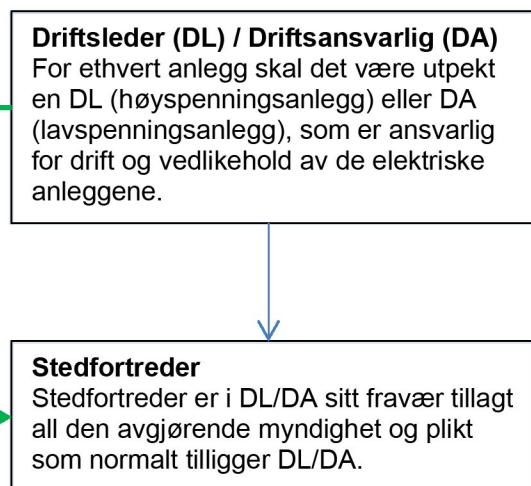 Driftsleder (DL) / Driftsansvarlig (DA)
For ethvert anlegg skal det være utpekt
en DL (høyspenningsanlegg) eller DA
(lavspenningsanlegg), som er ansvarlig
for drift og vedlikehold av de elektriske
anleggene.
Stedfortreder
Stedfortreder er i DL/DA sitt fravær tillagt
all den avgjørende myndighet og plikt
som normalt tilligger DL/DA.